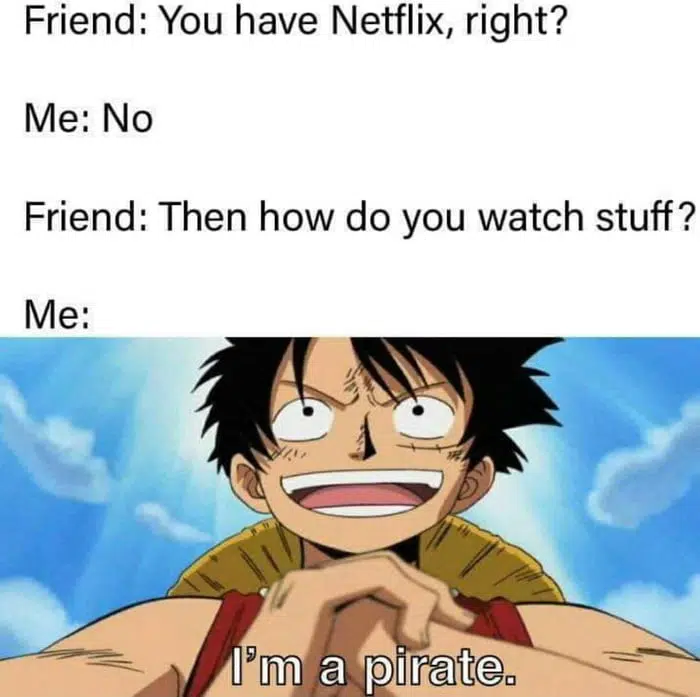 Friend: You have Netflix, right?
Me: No
Friend: Then how do you watch stuff?
Me:
I'm a pirate.